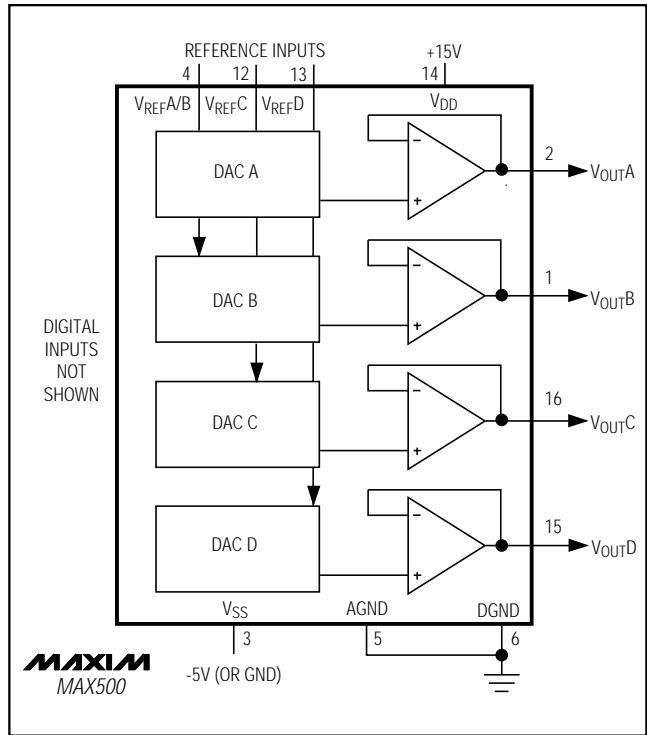 REFERENCE INPUTS
+15V
4 12 13 14
VREFA/B VREFC VREFD VDD
DAC A
-
+
2
VOUTA
DAC B
-
+
1
VOUTB
DIGITAL
INPUTS
NOT
SHOWN
DAC C
-
+
16
VOUTC
DAC D
-
+
15
VOUTD
VSS AGND DGND
3 5 6
-5V (OR GND)
MAXIM
MAX500